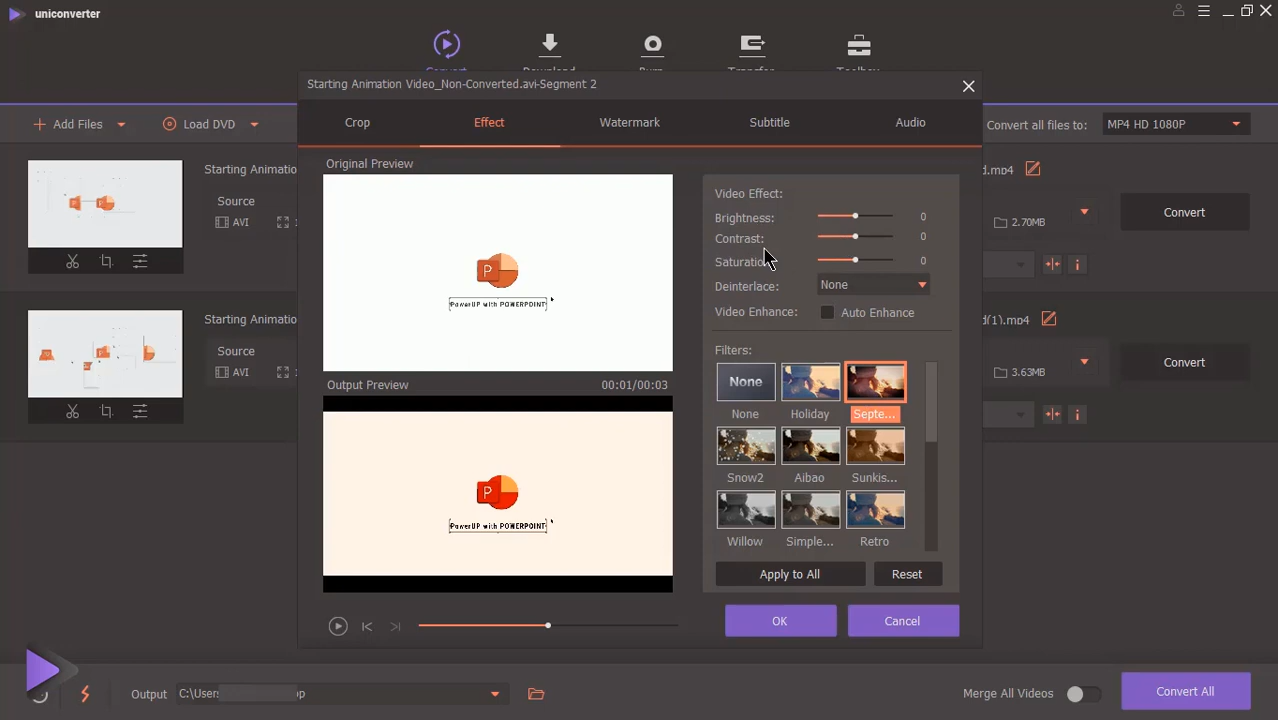 uniconverter
Starting Animation Video_Non-Converted.avi-Segment 2
Crop
Effect
Watermark
Subtitle
Audio
Add Files
Load DVD
Convert all files to:
MP4 HD 1080P
Starting Animatio
Source
AVI
d.mp4
2.70MB
Convert
Starting Animatio
Source
AVI
d(1).mp4
3.63MB
Convert
Original Preview
P
PowerUP with POWERPOINT
Output Preview
00:01/00:03
P
PowerUP with POWERPOINT
Video Effect:
Brightness:
0
Contrast:
0
Saturatio
0
Deinterlace:
None
Video Enhance:
Auto Enhance
Filters:
None
None
Holiday
Septe...
Snow2
Aibao
Sunkis...
Willow
Simple...
Retro
Apply to All
Reset
OK
Cancel
Output
C:\Users
op
Merge All Videos
Convert All